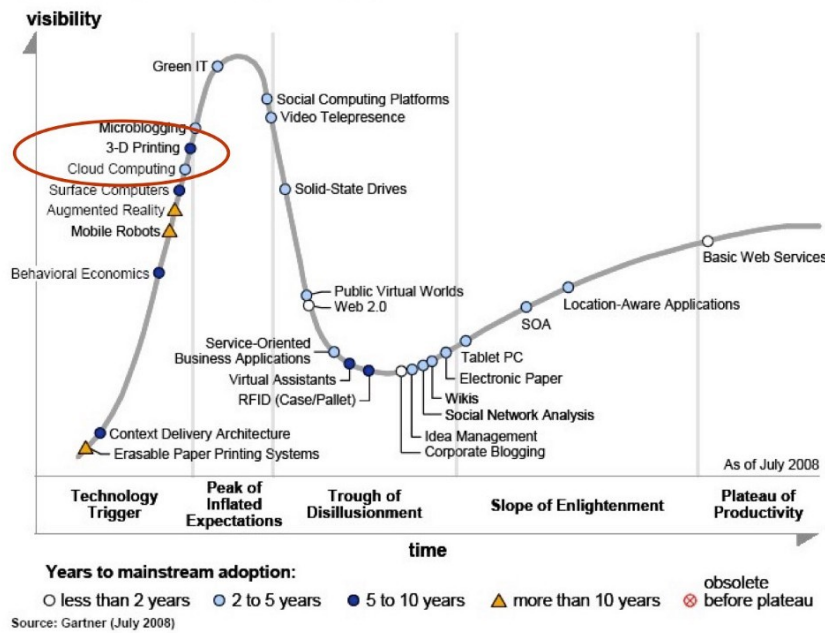 visibility
Green IT
Social Computing Platforms
Video Telepresence
Microblogging
3-D Printing
Cloud Computing
Surface Computers
Augmented Reality
Mobile Robots
Behavioral Economics
Context Delivery Architecture
Erasable Paper Printing Systems
Solid-State Drives
Public Virtual Worlds
Web 2.0
Service-Oriented
Business Applications
Virtual Assistants
RFID (Case/Pallet)
Basic Web Services
Location-Aware Applications
SOA
Tablet PC
Electronic Paper
Wikis
Social Network Analysis
Idea Management
Corporate Blogging
As of July 2008
Technology
Trigger
Peak of
Inflated
Expectations
Trough of
Disillusionment
Slope of Enlightenment
Plateau of
Productivity
time
Years to mainstream adoption:
less than 2 years
2 to 5 years
5 to 10 years
more than 10 years
obsolete
before plateau
Source: Gartner (July 2008)